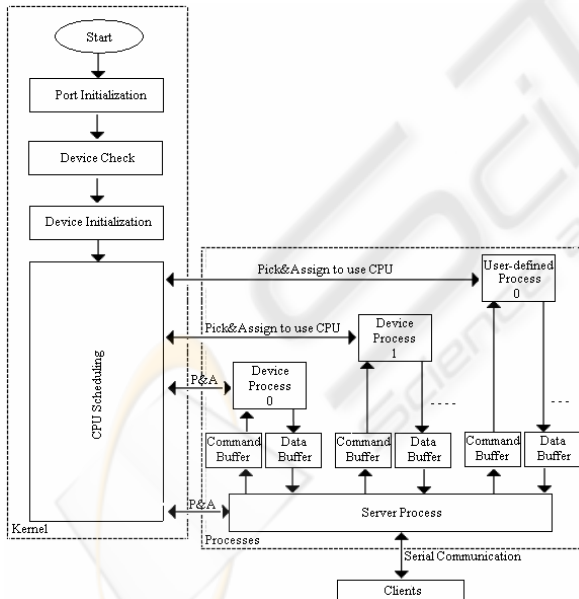 Start
Port Initialization
Device Check
Device Initialization
CPU Scheduling
Kernel
Pick&Assign to use CPU
User-defined
Process
0
Pick&Assign to use CPU
Device
Process
1
P&A
Device
Process
0
Command
Buffer
Data
Buffer
Command
Buffer
Data
Buffer
Command
Buffer
Data
Buffer
P&A
Server Process
Processes
Serial Communication
Clients